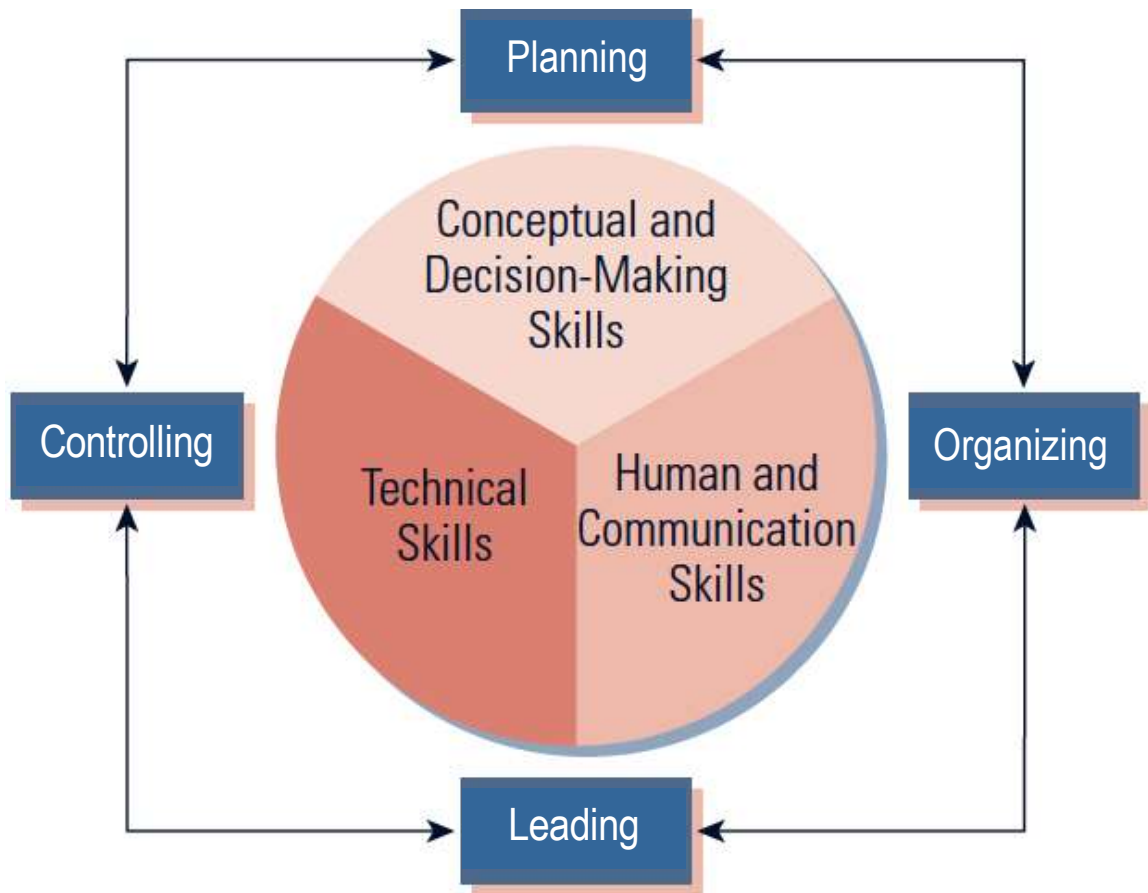 Planning
Conceptual and
Decision-Making
Skills
Controlling
Organizing
Technical
Skills
Human and
Communication
Skills
Leading